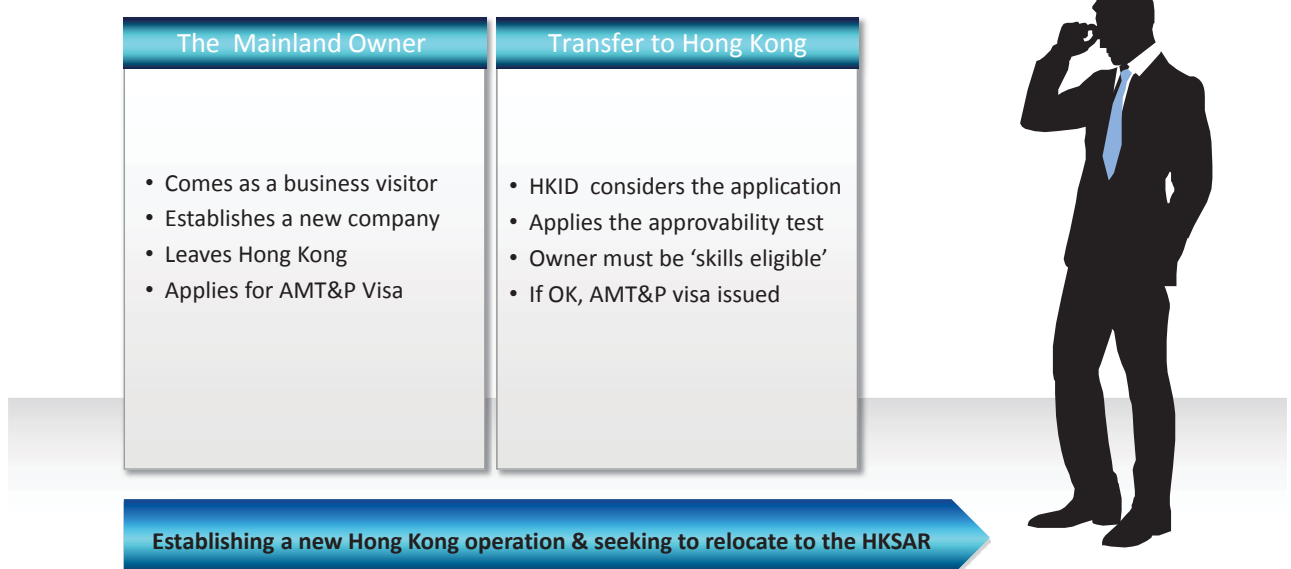 The Mainland Owner
• Comes as a business visitor
• Establishes a new company
• Leaves Hong Kong
• Applies for AMT&P Visa
Transfer to Hong Kong
• HKID considers the application
• Applies the approvability test
• Owner must be ‘skills eligible’
• If OK, AMT&P visa issued
Establishing a new Hong Kong operation & seeking to relocate to the HKSAR